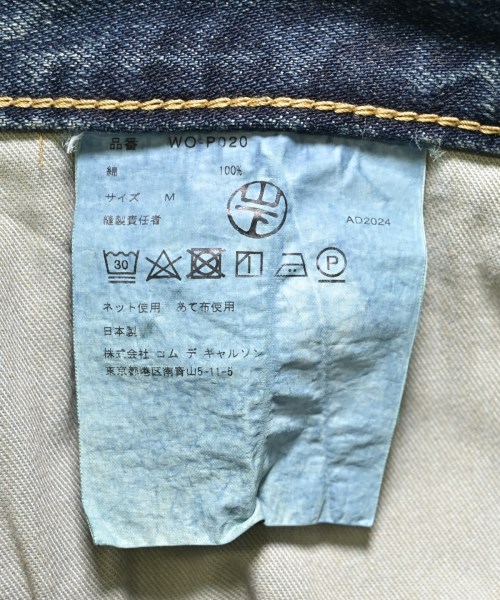 品番 WO-P020
綿 100%
サイズ M
縫製責任者 山下 AD2024
30 P
ネット使用 あて布使用
日本製
株式会社 コム デ ギャルソン
東京都港区南青山5-11-5